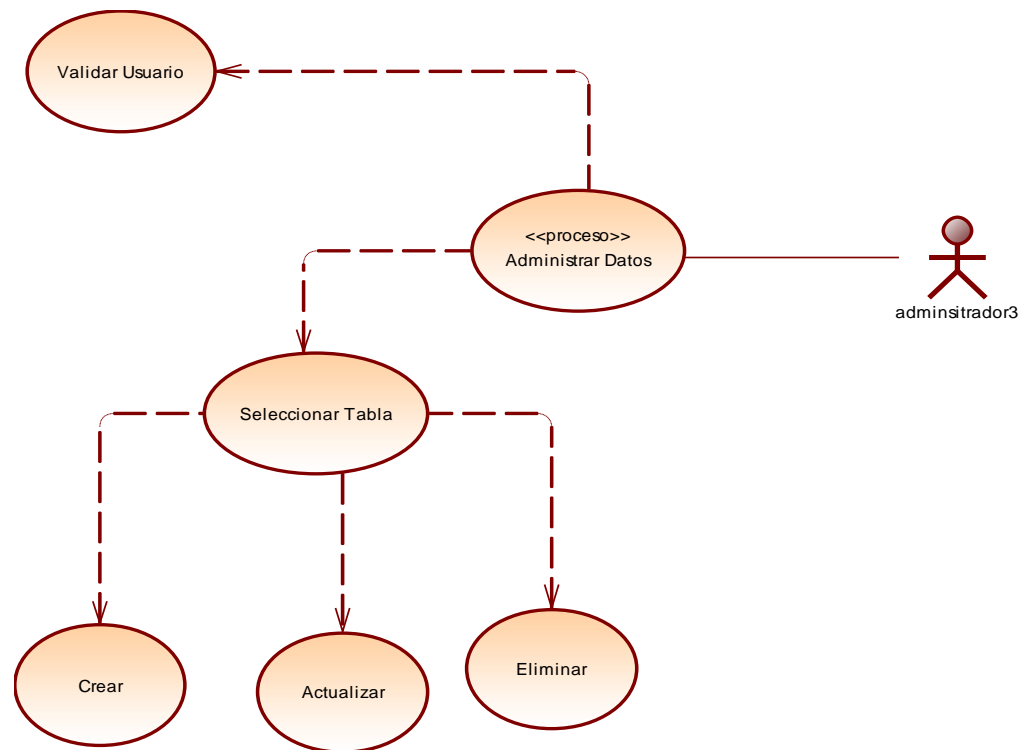 Validar Usuario
<<proceso>>
Administrar Datos
adminsitrador3
Seleccionar Tabla
Crear
Actualizar
Eliminar